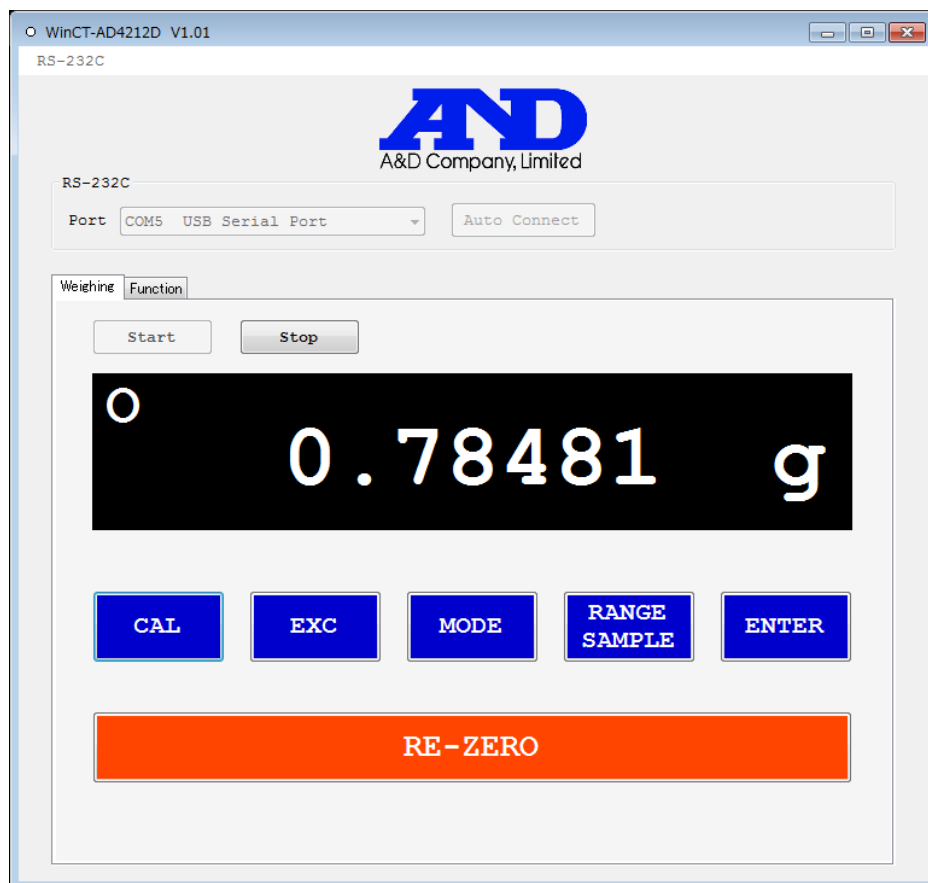 WinCT-AD4212D V1.01
RS-232C
AND
A&D Company, Limited
RS-232C
Port COM5 USB Serial Port Auto Connect
Weighing Function
Start Stop
O
0.78481 g
CAL EXC MODE RANGE SAMPLE ENTER
RE-ZERO